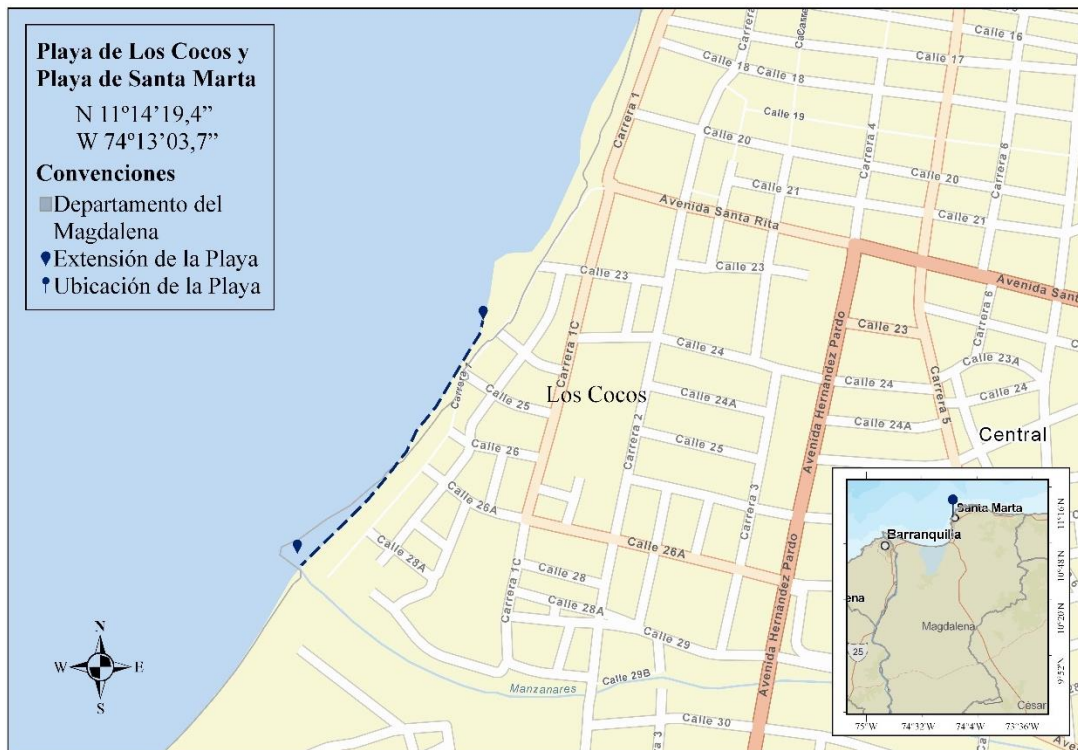 Playa de Los Cocos y
Playa de Santa Marta
N 11º14’19,4”
W 74º13’03,7”
Convenciones
Departamento del
Magdalena
Extensión de la Playa
Ubicación de la Playa
Calle 16
Calle 17
Calle 18
Calle 18
Calle 19
Carrera 1
Carrera 4
Carrera 6
Calle 20
Calle 20
Calle 21
Calle 21
Avenida Santa Rita
Avenida Sant
Calle 23
Calle 23
Calle 23
Carrera 6
Carrera 1C
Calle 24
Calle 23A
Calle 24
Calle 24
Carrera 1
Los Cocos
Calle 24A
Calle 24A
Carrera 5
Avenida Hernández Pardo
Calle 25
Calle 25
Carrera 2
Central
Calle 26
Carrera 3
Calle 26A
Calle 26A
Calle 28A
Carrera 1C
Calle 28
Calle 28A
Calle 29
Calle 29B
Manzanares
Avenida Hernández Pardo
Calle 30
N
W
E
S
Santa Marta
Barranquilla
ena
Magdalena
25
César
11°16'N
10°48'N
10°20'N
9°52'N
75°W
74°32'W
74°4'W
73°36'W